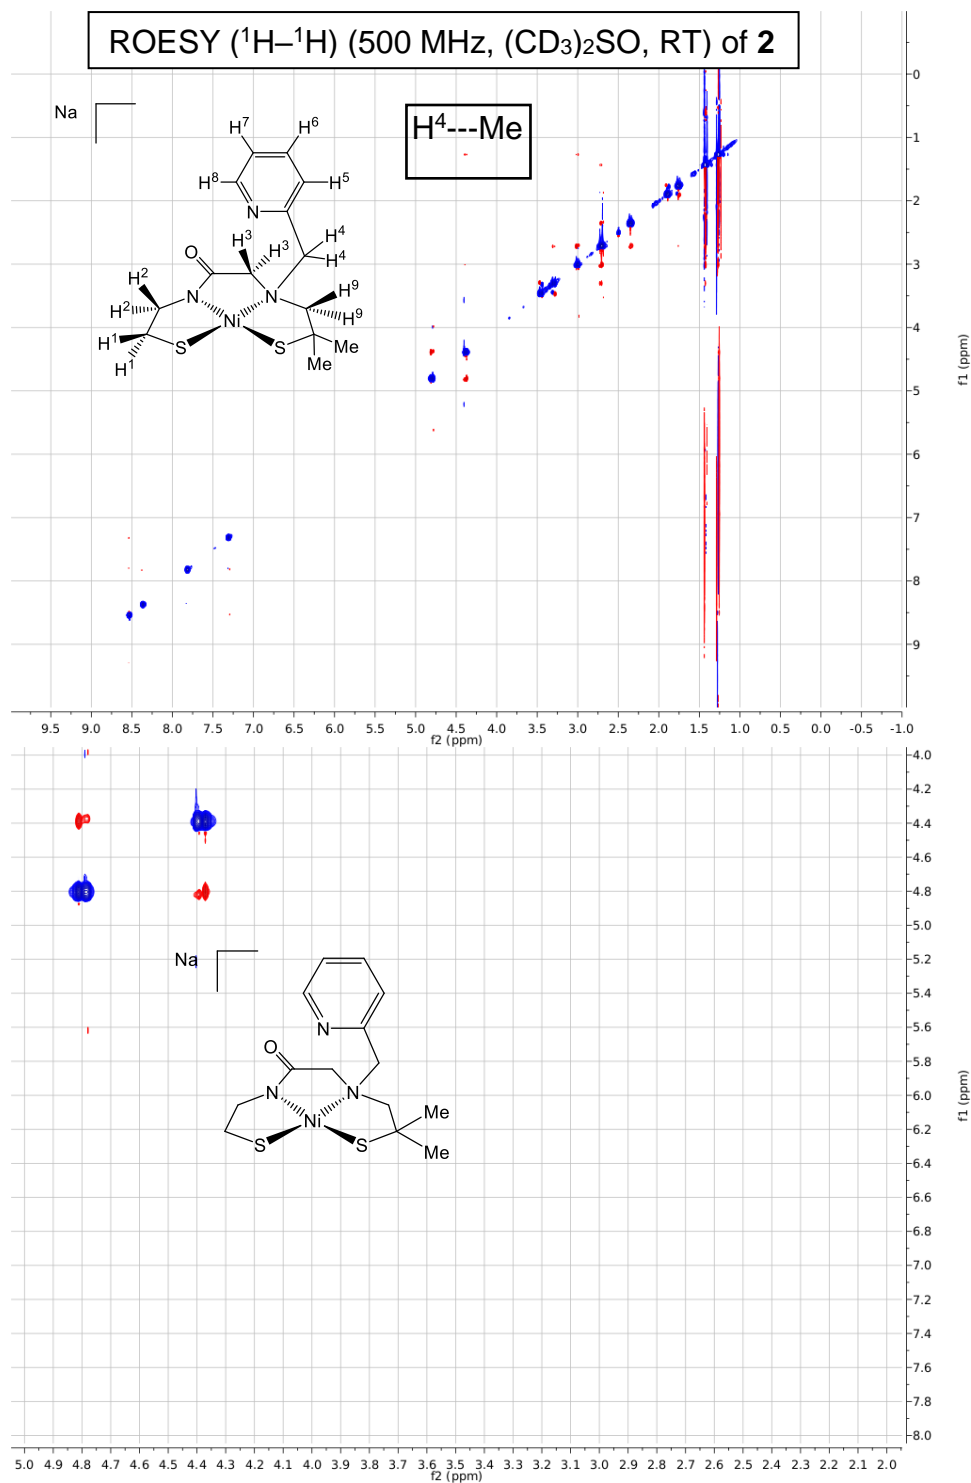 ROESY (¹H–¹H) (500 MHz, (CD₃)₂SO, RT) of 2
Na
H⁴---Me
H⁷ H⁶
H⁸ H⁵
N
H³ H³ H⁴
O H⁴
H² N N H⁹
H² Ni H⁹
H¹ S S Me
H¹ Me
0
1
2
3
4
5
6
7
8
9
f1 (ppm)
9.5 9.0 8.5 8.0 7.5 7.0 6.5 6.0 5.5 5.0 4.5 4.0 3.5 3.0 2.5 2.0 1.5 1.0 0.5 0.0 -0.5 -1.0
f2 (ppm)
4.0
4.2
4.4
4.6
4.8
5.0
5.2
5.4
5.6
5.8
6.0
6.2
6.4
6.6
6.8
7.0
7.2
7.4
7.6
7.8
8.0
f1 (ppm)
Na
N
O
N N
Ni Me
S S
Me
5.0 4.9 4.8 4.7 4.6 4.5 4.4 4.3 4.2 4.1 4.0 3.9 3.8 3.7 3.6 3.5 3.4 3.3 3.2 3.1 3.0 2.9 2.8 2.7 2.6 2.5 2.4 2.3 2.2 2.1 2.0
f2 (ppm)